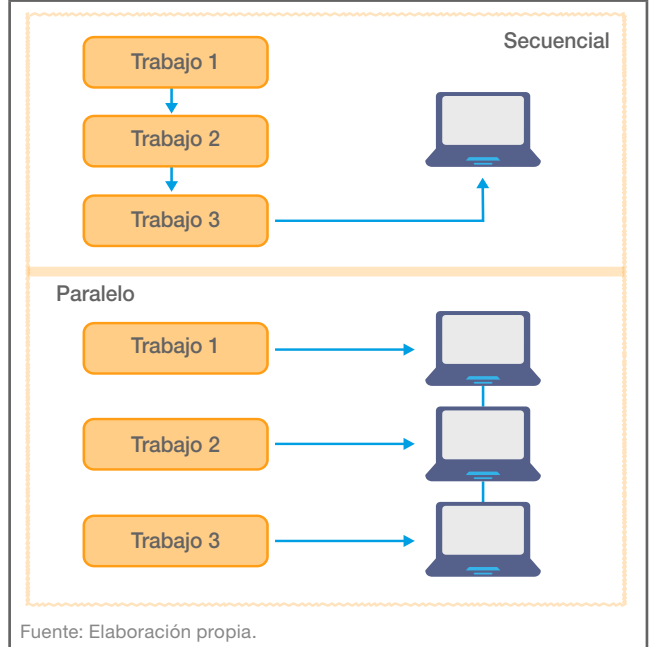 Secuencial
Trabajo 1
Trabajo 2
Trabajo 3
Paralelo
Trabajo 1
Trabajo 2
Trabajo 3
Fuente: Elaboración propia.